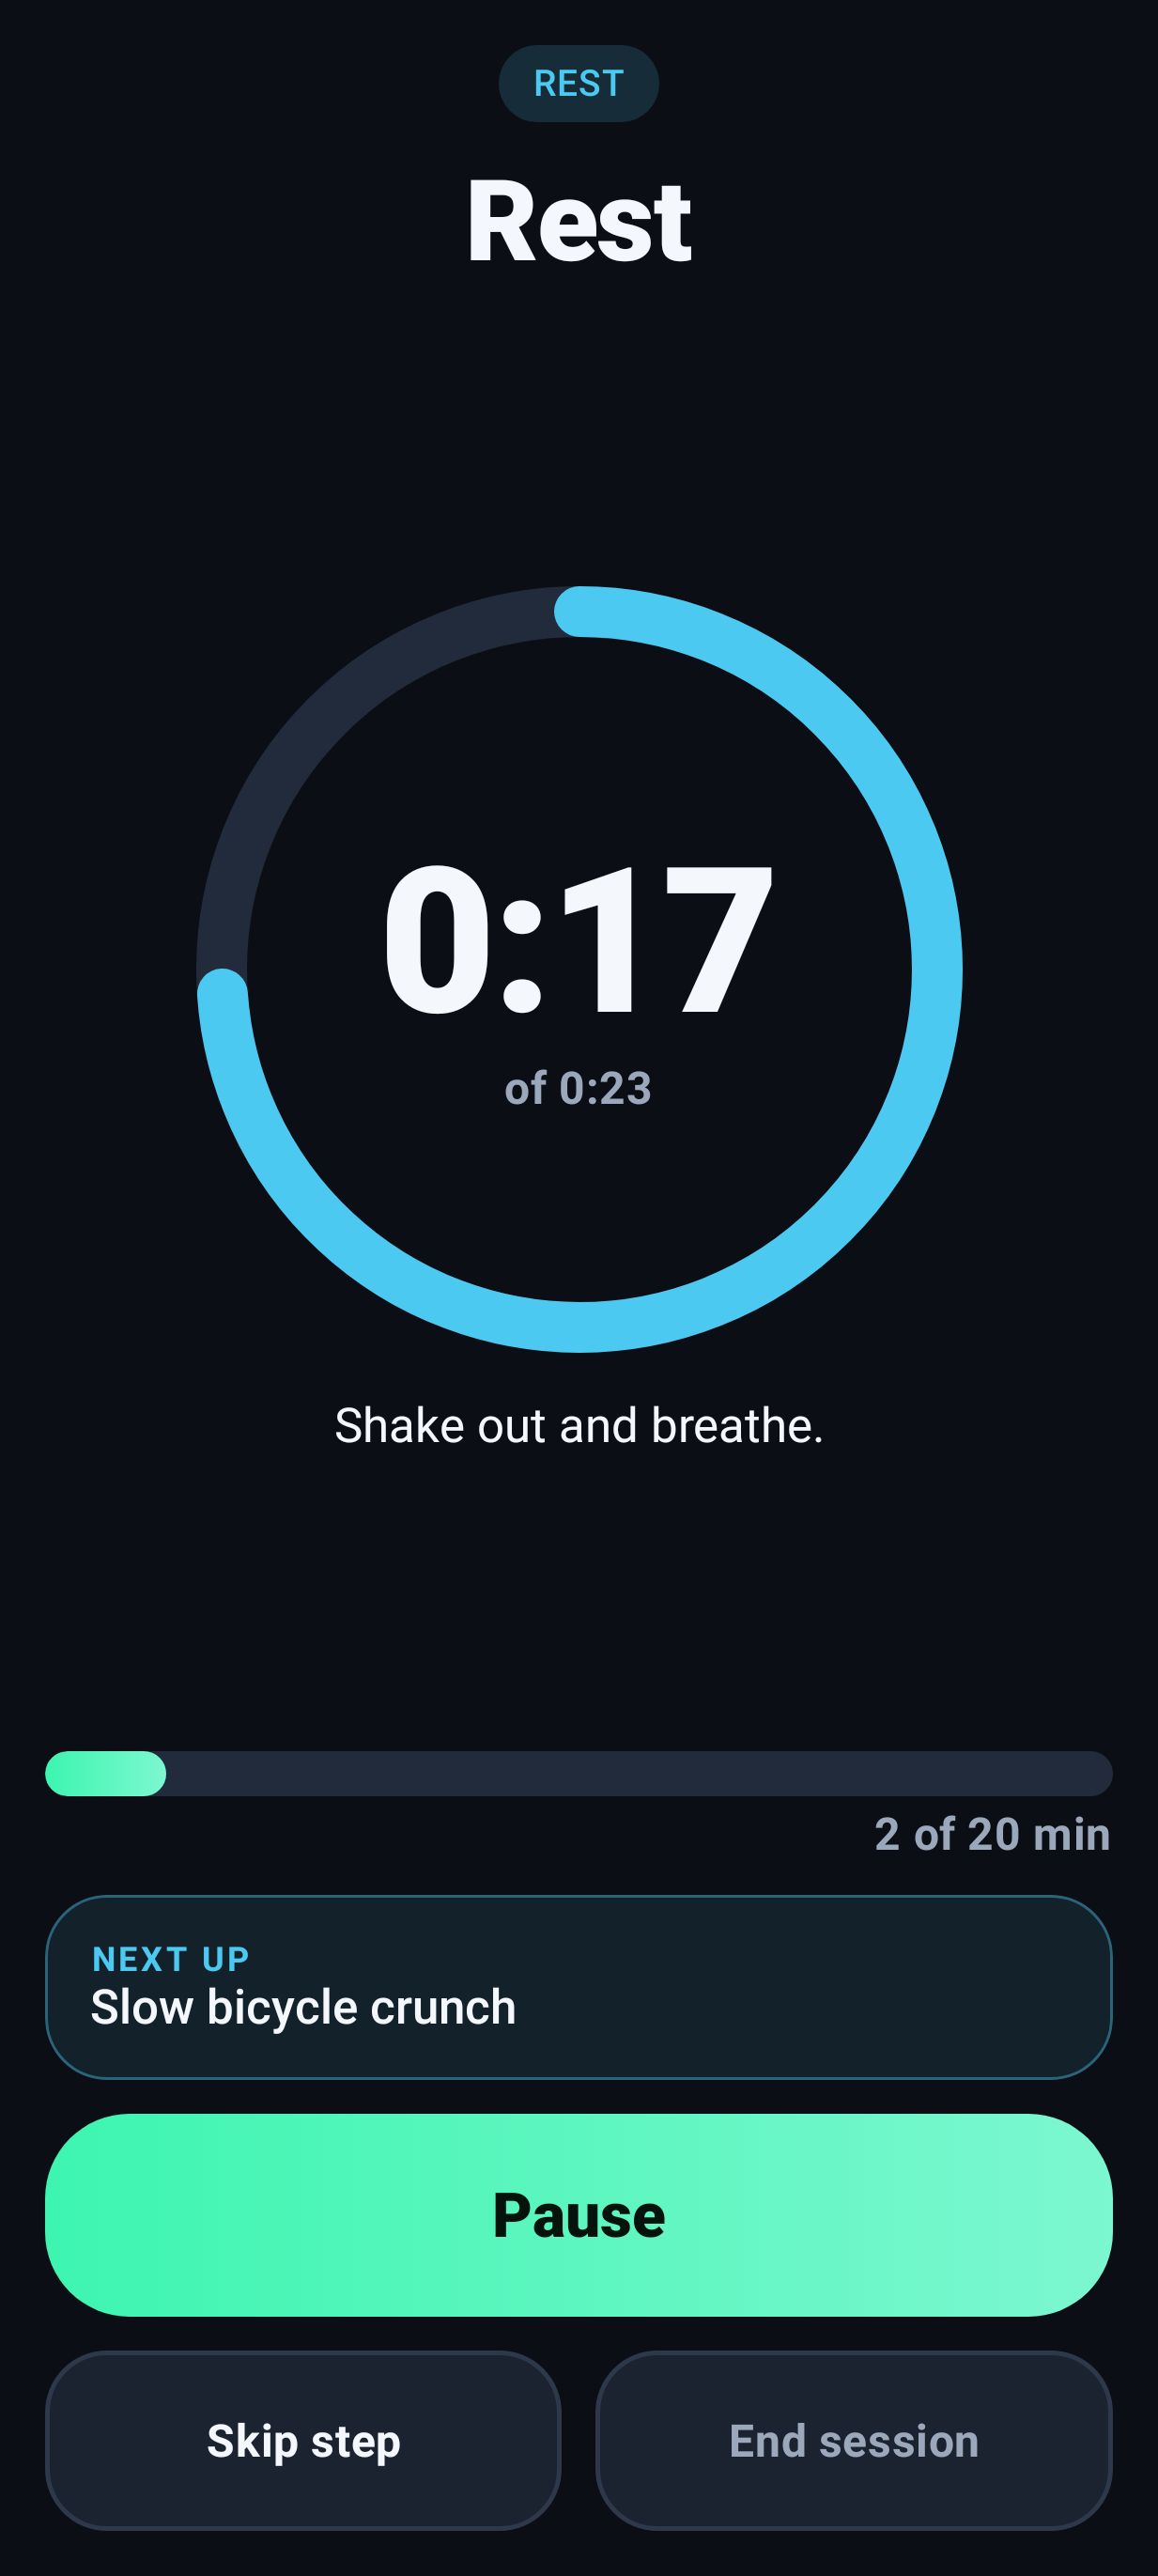 REST
Rest
0:17
of 0:23
Shake out and breathe.
2 of 20 min
NEXT UP
Slow bicycle crunch
Pause
Skip step
End session